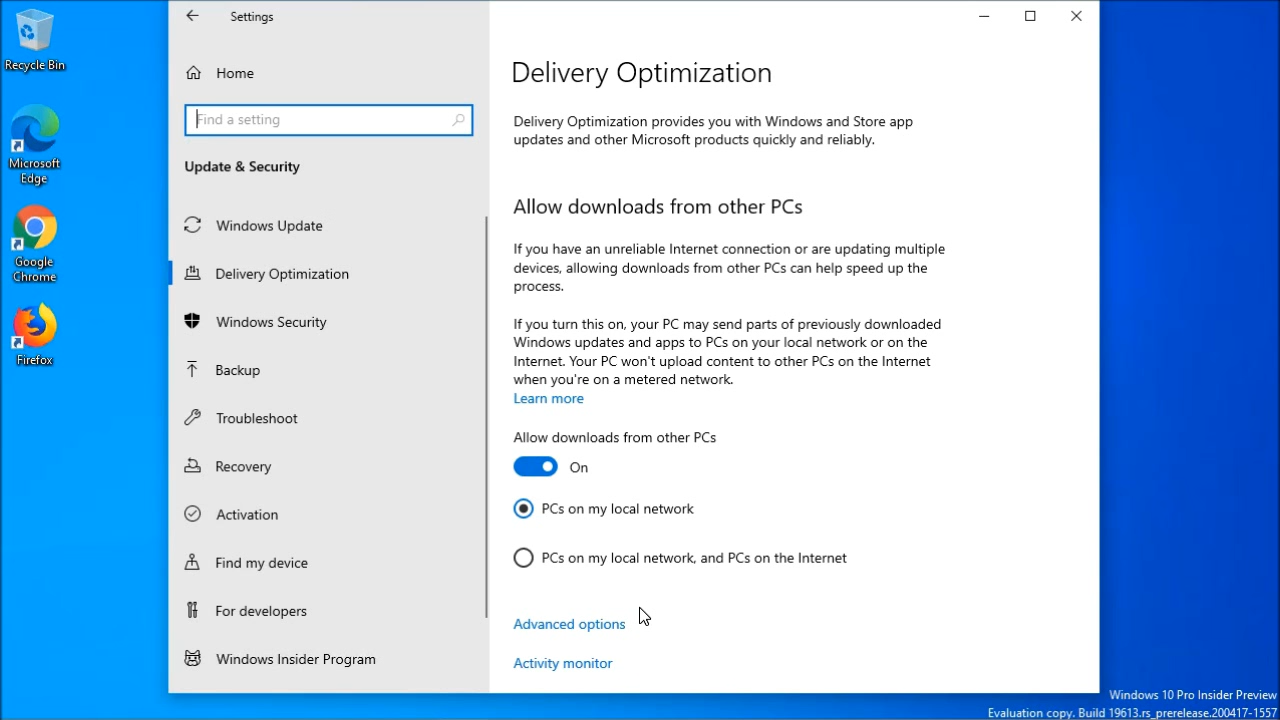 Recycle Bin
Microsoft
Edge
Google
Chrome
Firefox
Settings
Home
Find a setting
Update & Security
Windows Update
Delivery Optimization
Windows Security
Backup
Troubleshoot
Recovery
Activation
Find my device
For developers
Windows Insider Program
Delivery Optimization
Delivery Optimization provides you with Windows and Store app
updates and other Microsoft products quickly and reliably.
Allow downloads from other PCs
If you have an unreliable Internet connection or are updating multiple
devices, allowing downloads from other PCs can help speed up the
process.
If you turn this on, your PC may send parts of previously downloaded
Windows updates and apps to PCs on your local network or on the
Internet. Your PC won't upload content to other PCs on the Internet
when you're on a metered network.
Learn more
Allow downloads from other PCs
On
PCs on my local network
PCs on my local network, and PCs on the Internet
Advanced options
Activity monitor
Windows 10 Pro Insider Preview
Evaluation copy. Build 19613.rs_prerelease.200417-1557